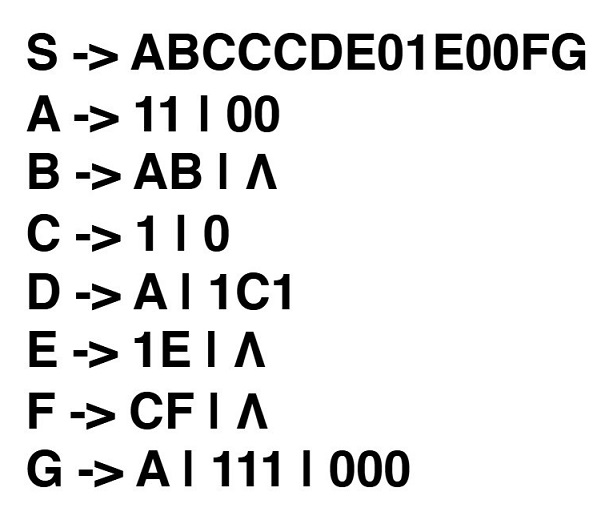 S -> ABCCCDE01E00FG
A -> 11 | 00
B -> AB | Λ
C -> 1 | 0
D -> A | 1C1
E -> 1E | Λ
F -> CF | Λ
G -> A | 111 | 000